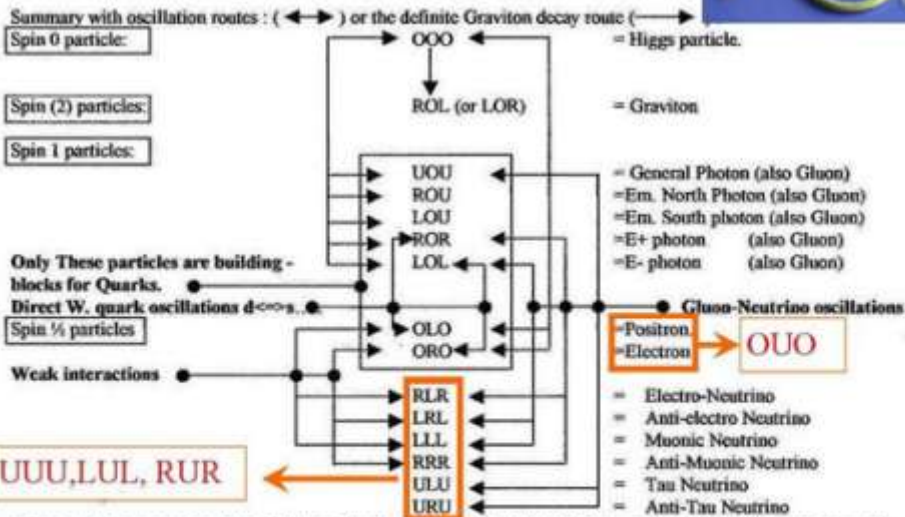 Summary with oscillation routes : ( ◄─► ) or the definite Graviton decay route ( ─►
Spin 0 particle: OOO = Higgs particle.
Spin (2) particles: ROL (or LOR) = Graviton
Spin 1 particles:
UOU = General Photon (also Gluon)
ROU =Em. North Photon (also Gluon)
LOU =Em. South photon (also Gluon)
ROR =E+ photon (also Gluon)
Only These particles are building - LOL = E- photon (also Gluon)
blocks for Quarks.
Direct W. quark oscillations d<=>s.. Gluon-Neutrino oscillations
Spin ½ particles OLO =Positron
ORO =Electron OUO
Weak interactions
RLR = Electro-Neutrino
LRL = Anti-electro Neutrino
LLL = Muonic Neutrino
UUU,LUL, RUR RRR = Anti-Muonic Neutrino
ULU = Tau Neutrino
URU = Anti-Tau Neutrino